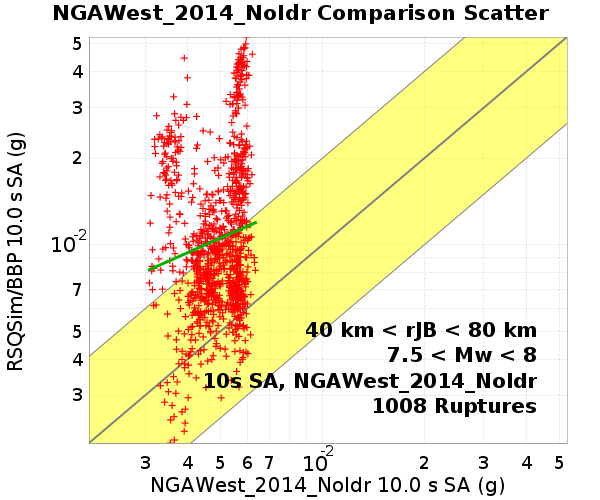 NGAWest_2014_NoIdr Comparison Scatter
RSQSim/BBP 10.0 s SA (g)
5
4
3
2
10-2
7
5
4
3
40 km < rJB < 80 km
7.5 < Mw < 8
10s SA, NGAWest_2014_NoIdr
1008 Ruptures
3 4 5 6 7 10-2 2 3 4 5
NGAWest_2014_NoIdr 10.0 s SA (g)